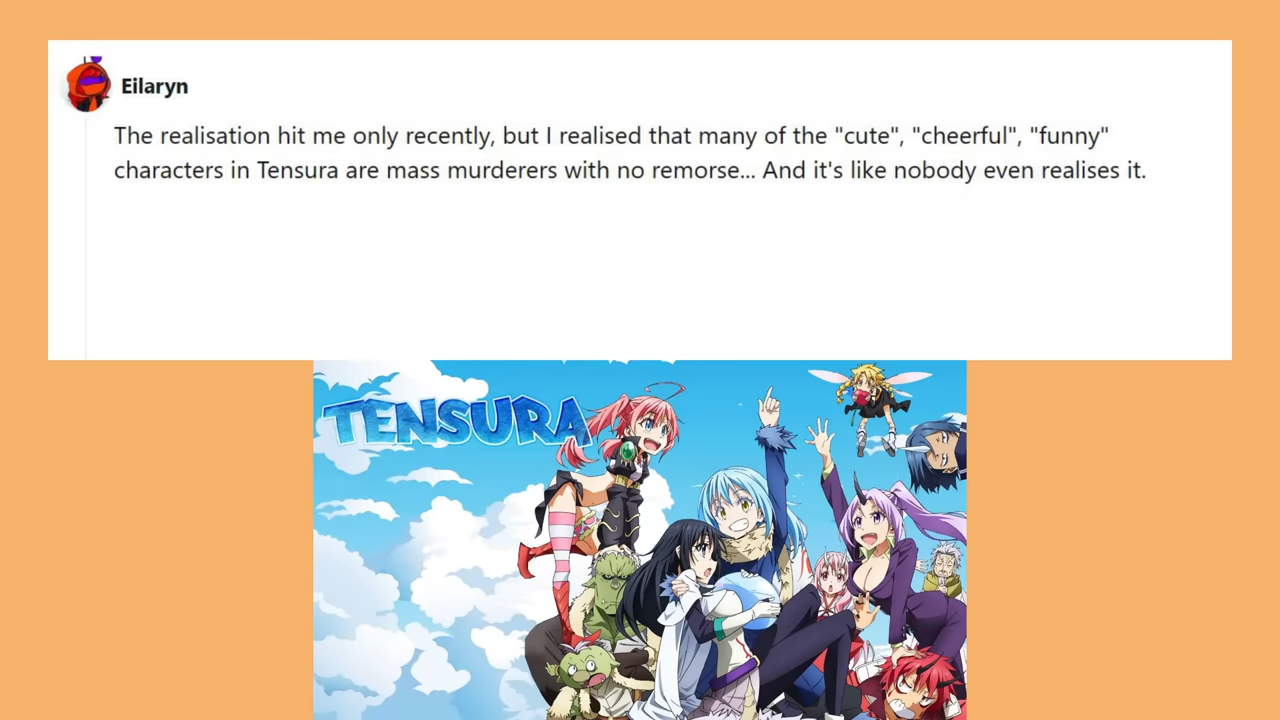 Eilaryn
The realisation hit me only recently, but I realised that many of the "cute", "cheerful", "funny"
characters in Tensura are mass murderers with no remorse... And it's like nobody even realises it.
TENSURA